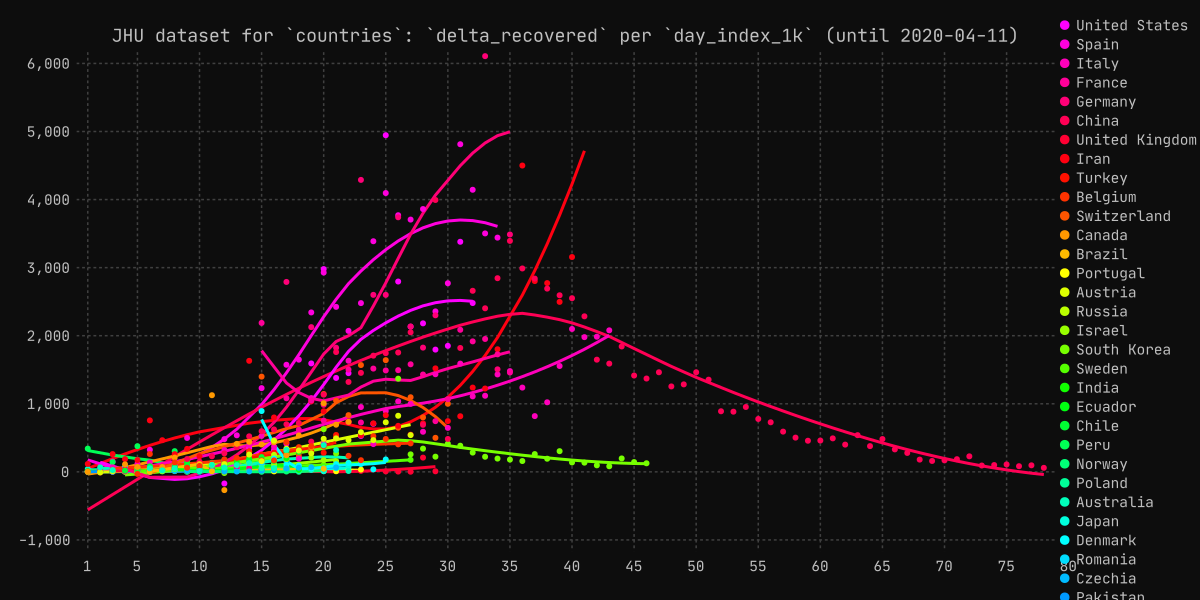 JHU dataset for `countries`: `delta_recovered` per `day_index_1k` (until 2020-04-11)
6,000
5,000
4,000
3,000
2,000
1,000
0
-1,000
1 5 10 15 20 25 30 35 40 45 50 55 60 65 70 75 80
United States
Spain
Italy
France
Germany
China
United Kingdom
Iran
Turkey
Belgium
Switzerland
Canada
Brazil
Portugal
Austria
Russia
Israel
South Korea
Sweden
India
Ecuador
Chile
Peru
Norway
Poland
Australia
Japan
Denmark
Romania
Czechia
Pakistan